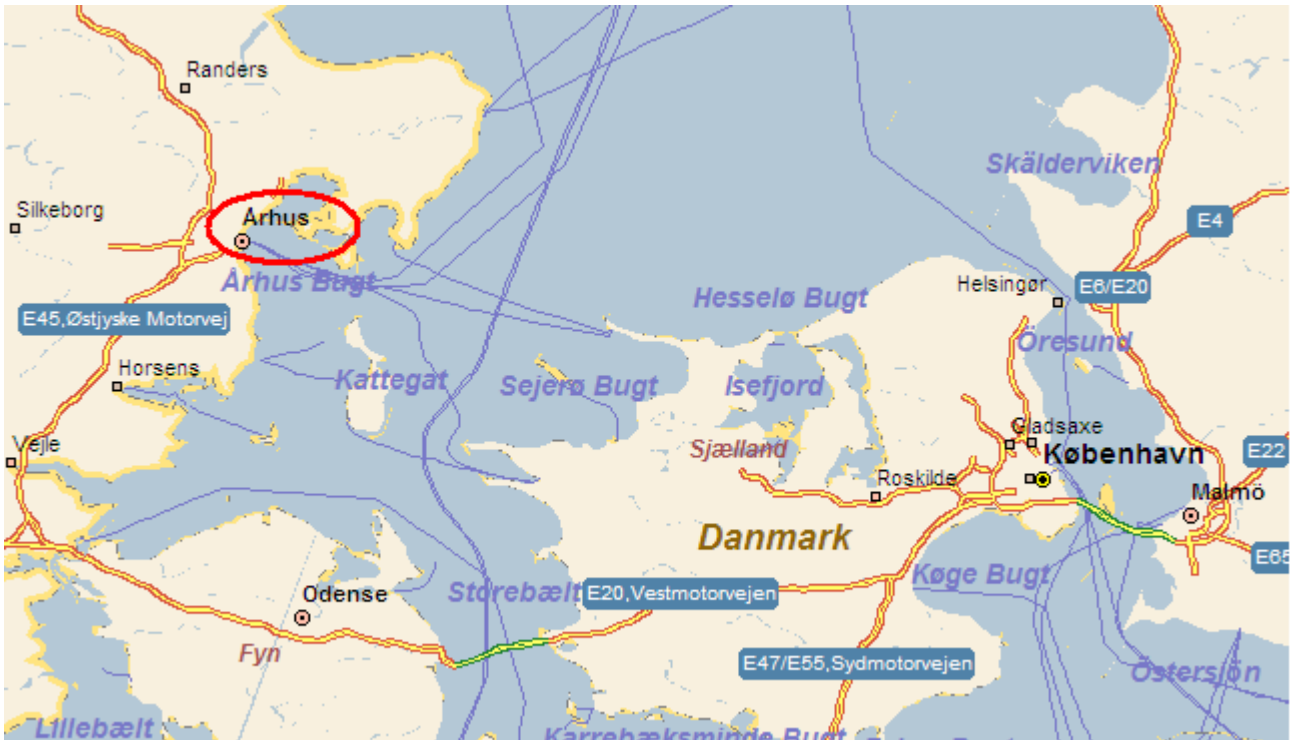 Randers
Skälderviken
Silkeborg
Århus
E4
Århus Bugt
Helsingør
E6/E20
Hesselø Bugt
E45,Østjyske Motorvej
Öresund
Horsens
Kattegat
Sejerø Bugt
Isefjord
Gladsaxe
Vejle
Sjælland
København
E22
Roskilde
Malmö
Danmark
E65
Køge Bugt
Odense
Storebælt
E20,Vestmotorvejen
Fyn
E47/E55,Sydmotorvejen
Östersjön
Lillebælt
Karrebæksminde Bugt